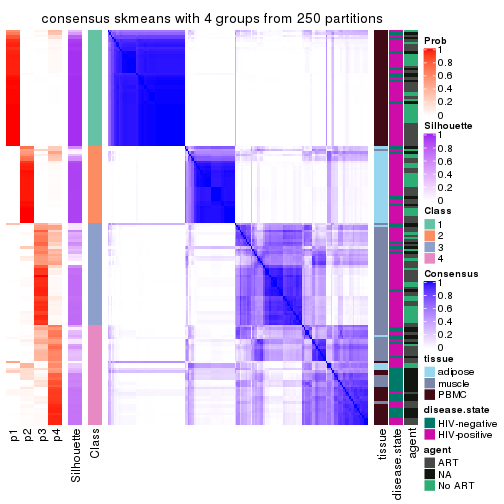 consensus skmeans with 4 groups from 250 partitions
Prob
1
0.8
0.6
0.4
0.2
0
Silhouette
1
0.8
0.6
0.4
0.2
0
Class
1
2
3
4
Consensus
1
0.8
0.6
0.4
0.2
0
tissue
adipose
muscle
PBMC
disease.state
HIV-negative
HIV-positive
agent
ART
NA
No ART
p1
p2
p3
p4
Silhouette
Class
tissue
disease.state
agent